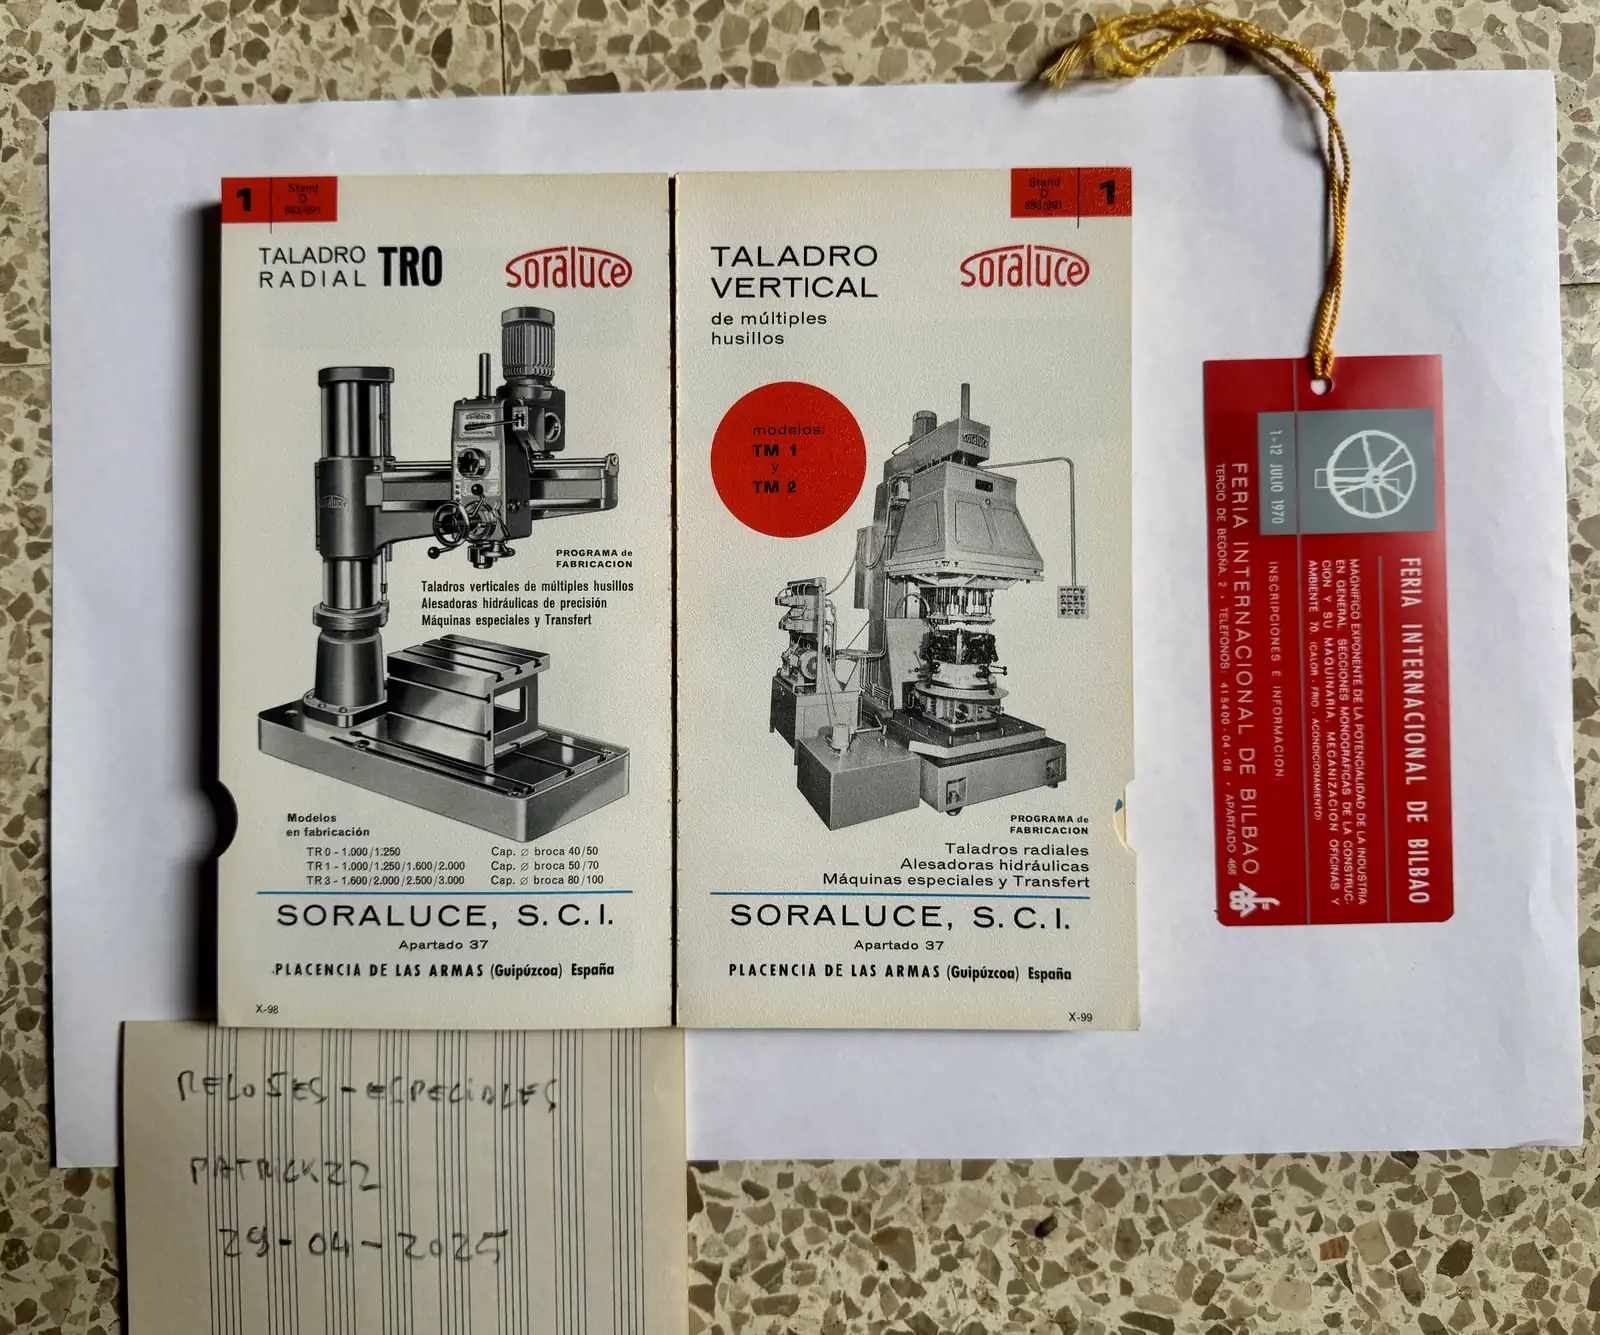 1
Stand
D
883/891
TALADRO
RADIAL TRO
soraluce
PROGRAMA de
FABRICACION
Taladros verticales de múltiples husillos
Alesadoras hidráulicas de precisión
Máquinas especiales y Transfert
Modelos
en fabricación
TR 0 - 1.000/1.250 Cap. ⌀ broca 40/50
TR 1 - 1.000/1.250/1.600/2.000 Cap. ⌀ broca 50/70
TR 3 - 1.600/2.000/2.500/3.000 Cap. ⌀ broca 80/100
SORALUCE, S. C. I.
Apartado 37
PLACENCIA DE LAS ARMAS (Guipúzcoa) España
X-98
Stand
D
883/891
1
TALADRO
VERTICAL
de múltiples
husillos
soraluce
modelos:
TM 1
y
TM 2
soraluce
PROGRAMA de
FABRICACION
Taladros radiales
Alesadoras hidráulicas
Máquinas especiales y Transfert
SORALUCE, S. C. I.
Apartado 37
PLACENCIA DE LAS ARMAS (Guipúzcoa) España
X-99
FERIA INTERNACIONAL DE BILBAO
MAGNIFICO EXPONENTE DE LA POTENCIALIDAD DE LA INDUSTRIA
EN GENERAL. SECCIONES MONOGRAFICAS DE LA CONSTRUC-
CION Y SU MAQUINARIA, MECANIZACION OFICINAS Y
AMBIENTE 70. (CALOR - FRIO - ACONDICIONAMIENTO)
1-12 JULIO 1970
INSCRIPCIONES E INFORMACION:
FERIA INTERNACIONAL DE BILBAO
TERCIO DE BEGOÑA, 2 • TELEFONOS: 41 54 00 - 04 - 08 • APARTADO 468
RELOJES-ESPECIALES
PATRICK22
29-04-2025